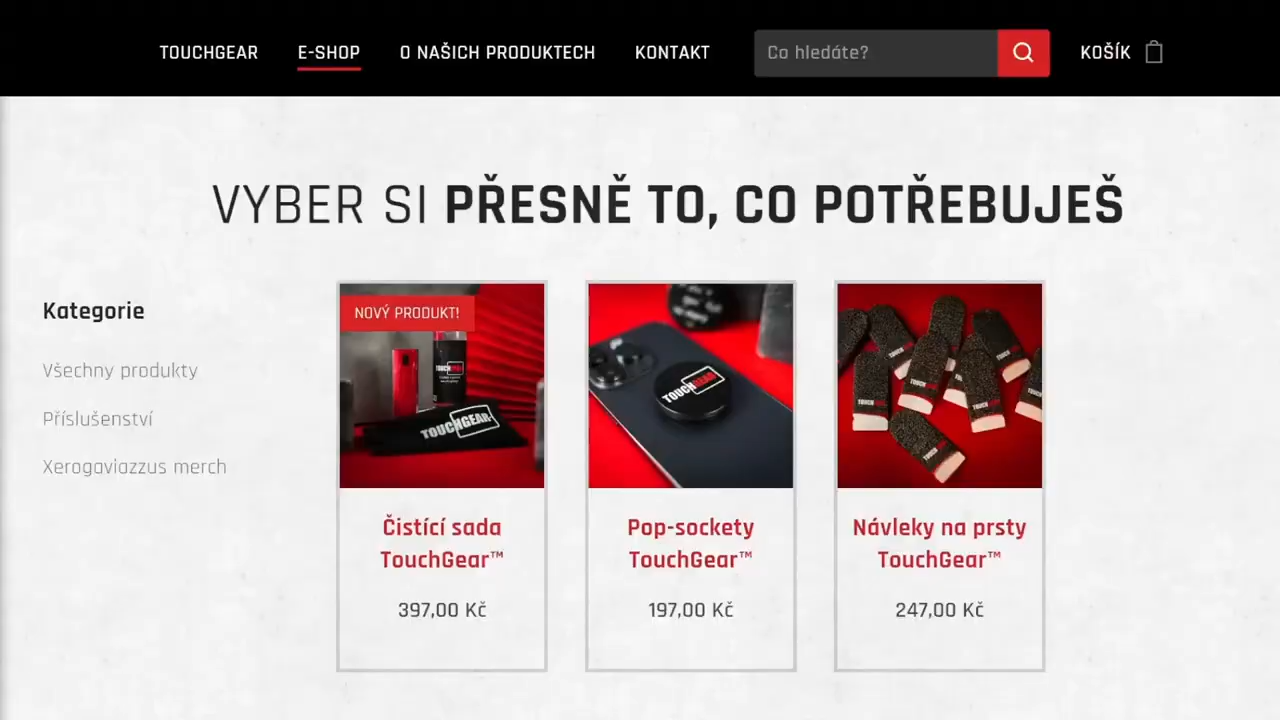 TOUCHGEAR E-SHOP O NAŠICH PRODUKTECH KONTAKT Co hledáte? KOŠÍK
VYBER SI PŘESNĚ TO, CO POTŘEBUJEŠ
Kategorie
Všechny produkty
Příslušenství
Xerogaviazzus merch
NOVÝ PRODUKT!
TOUCHGEAR
Čistící sada
TouchGear™
397,00 Kč
TOUCHGEAR
Pop-sockety
TouchGear™
197,00 Kč
Návleky na prsty
TouchGear™
247,00 Kč